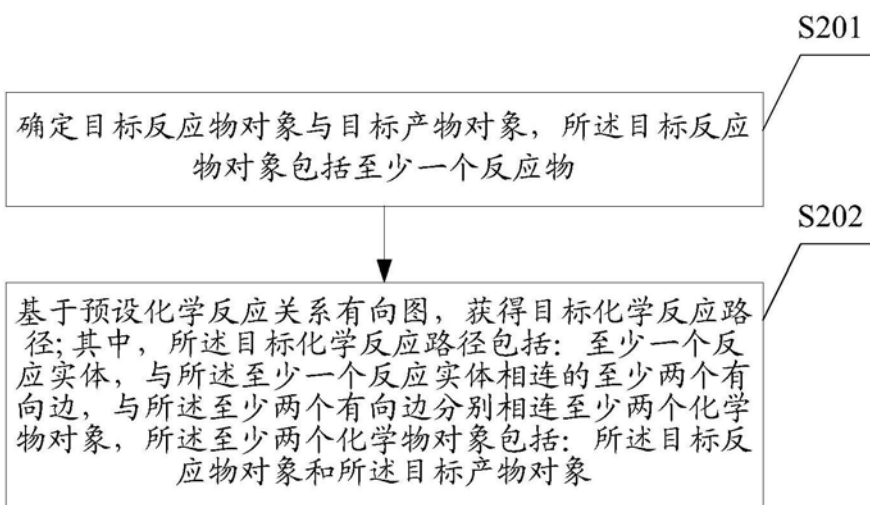 S201
确定目标反应物对象与目标产物对象，所述目标反应
物对象包括至少一个反应物
S202
基于预设化学反应关系有向图，获得目标化学反应路
径；其中，所述目标化学反应路径包括：至少一个反
应实体，与所述至少一个反应实体相连的至少两个有
向边，与所述至少两个有向边分别相连至少两个化学
物对象，所述至少两个化学物对象包括：所述目标反
应物对象和所述目标产物对象